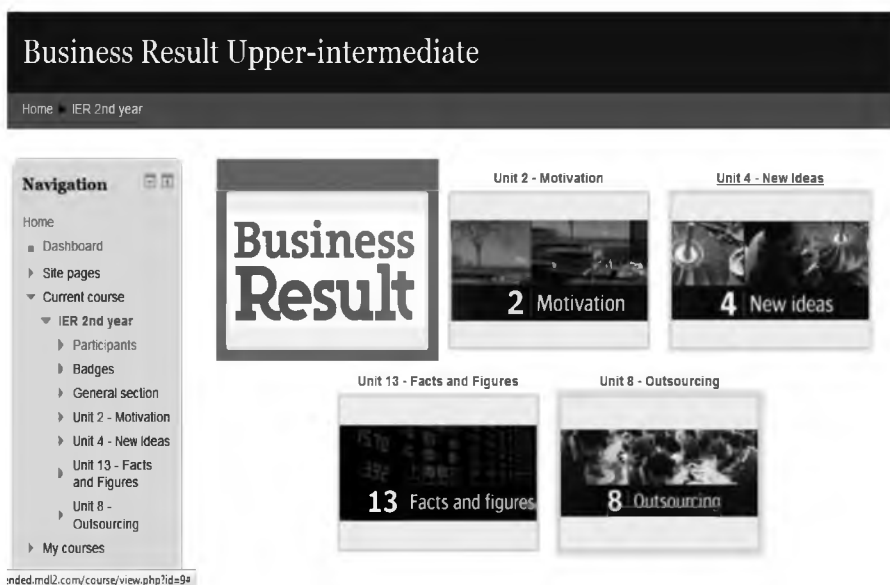 Business Result Upper-intermediate
Home IER 2nd year
Navigation
Home
Dashboard
Site pages
Current course
IER 2nd year
Participants
Badges
General section
Unit 2 - Motivation
Unit 4 - New Ideas
Unit 13 - Facts
and Figures
Unit 8 -
Outsourcing
My courses
Business
Result
Unit 2 - Motivation
2 Motivation
Unit 4 - New Ideas
4 New ideas
Unit 13 - Facts and Figures
13 Facts and figures
Unit 8 - Outsourcing
8 Outsourcing
ended.mdl2.com/course/view.php?id=9#